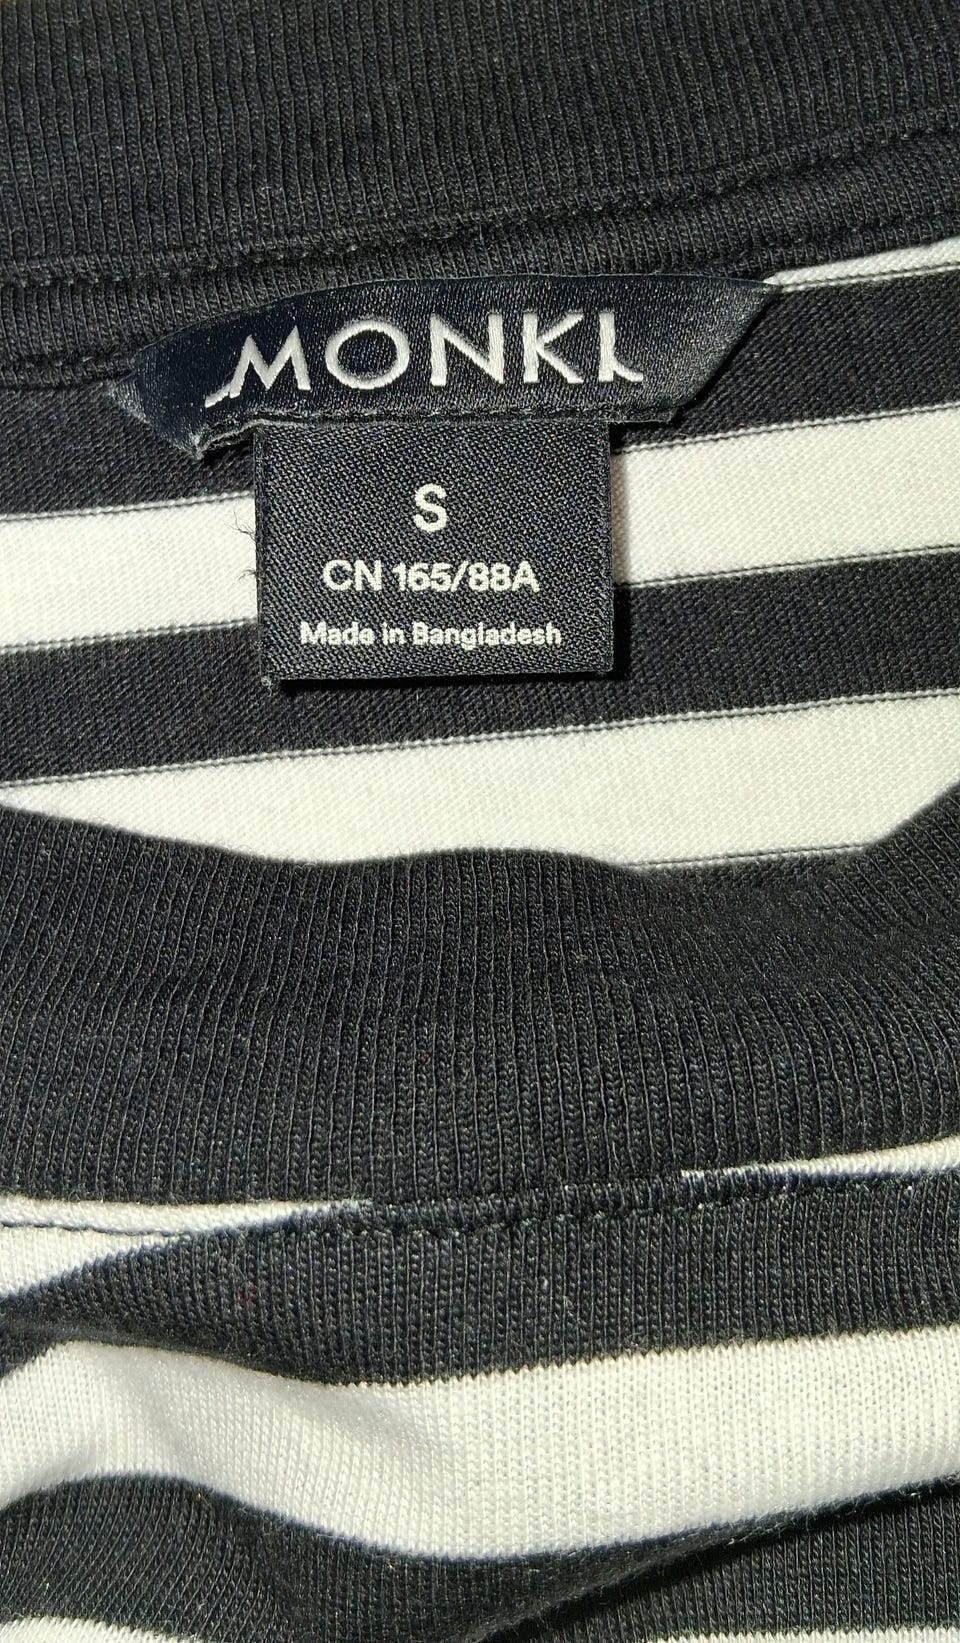 MONKI
S
CN 165/88A
Made in Bangladesh